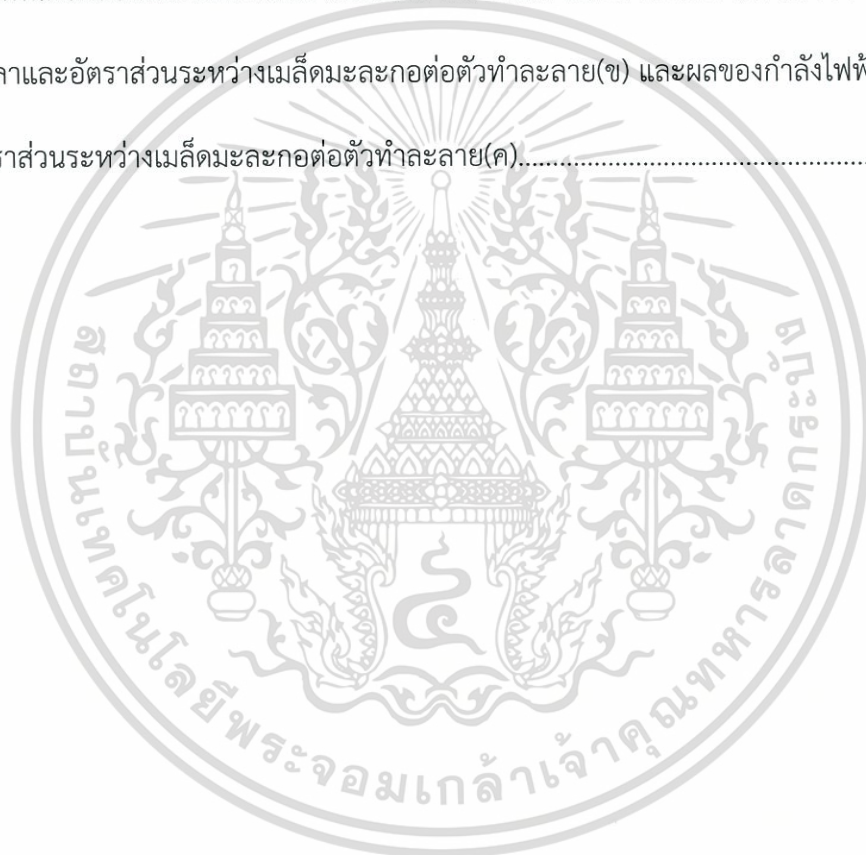 ลาและอัตราส่วนระหว่างเมล็ดมะละกอต่อตัวทำละลาย(ข) และผลของกำลังไฟฟ้
ราส่วนระหว่างเมล็ดมะละกอต่อตัวทำละลาย(ค)..........................................................
สถาบันเทคโนโลยีพระจอมเกล้าเจ้าคุณทหารลาดกระบัง
๔